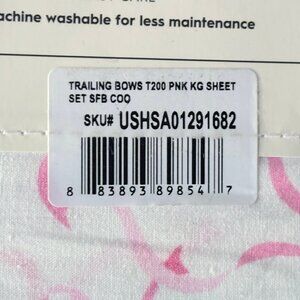 achine washable for less maintenance
TRAILING BOWS T200 PNK KG SHEET
SET SFB COQ
SKU# USHSA01291682
8 83893 89854 7